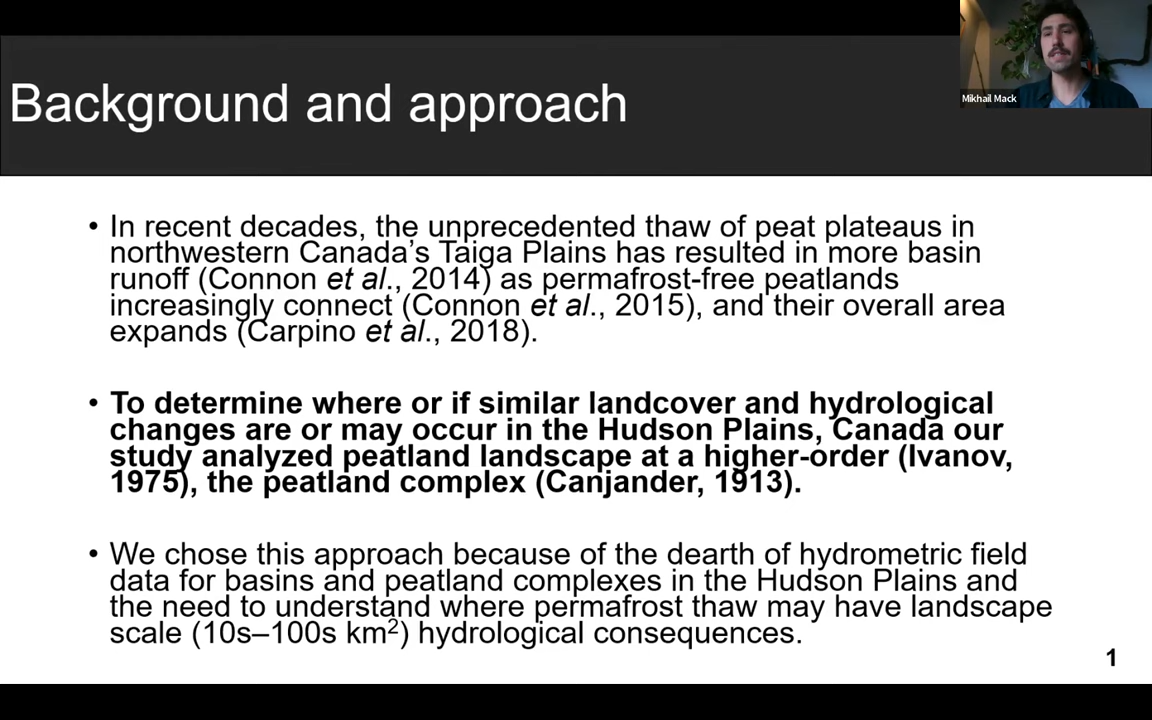 Background and approach
Mikhail Mack
• In recent decades, the unprecedented thaw of peat plateaus in
northwestern Canada’s Taiga Plains has resulted in more basin
runoff (Connon et al., 2014) as permafrost-free peatlands
increasingly connect (Connon et al., 2015), and their overall area
expands (Carpino et al., 2018).
• To determine where or if similar landcover and hydrological
changes are or may occur in the Hudson Plains, Canada our
study analyzed peatland landscape at a higher-order (Ivanov,
1975), the peatland complex (Canjander, 1913).
• We chose this approach because of the dearth of hydrometric field
data for basins and peatland complexes in the Hudson Plains and
the need to understand where permafrost thaw may have landscape
scale (10s–100s km²) hydrological consequences.
1